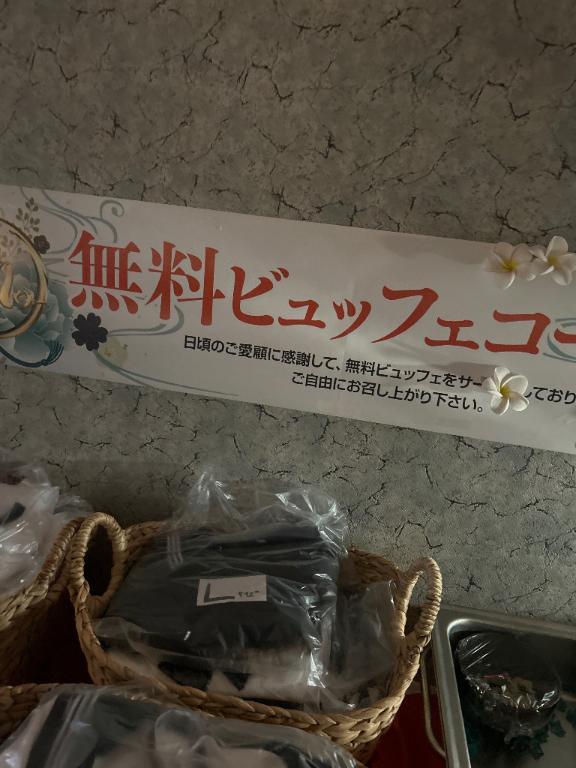 無料ビュッフェコー
日頃のご愛顧に感謝して、無料ビュッフェをサー しており
ご自由にお召し上がり下さい。
L